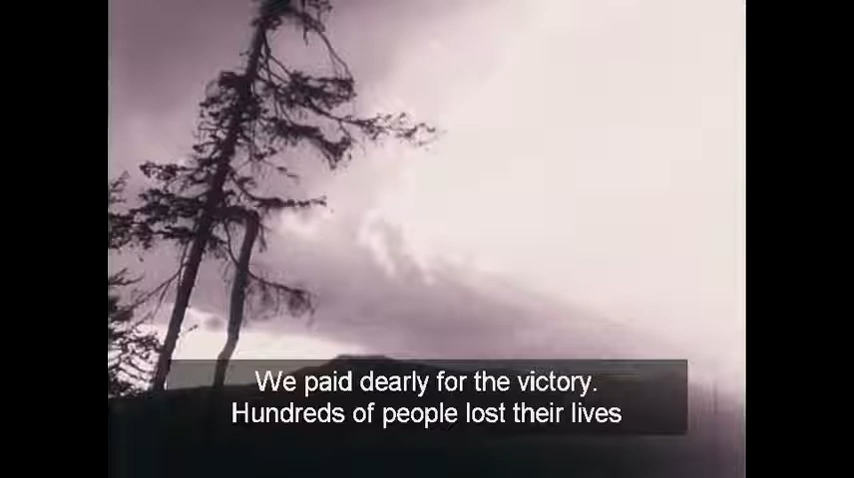 We paid dearly for the victory.
Hundreds of people lost their lives